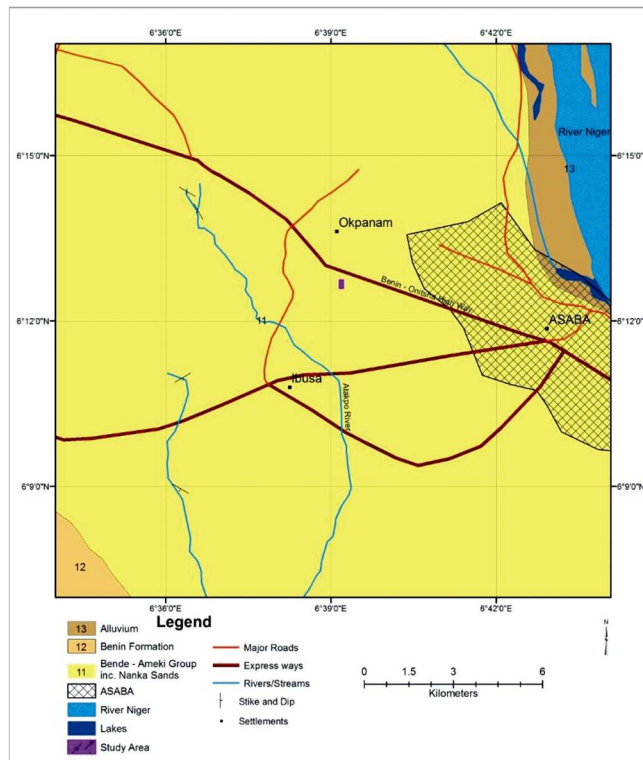 6°36'0"E
6°39'0"E
6°42'0"E
6°15'0"N
6°15'0"N
River Niger
13
Okpanam
Benin - Onitsha High Way
6°12'0"N
6°12'0"N
11
ASABA
Ibusa
Atakpo River
6°9'0"N
6°9'0"N
12
6°36'0"E
6°39'0"E
6°42'0"E
Legend
13 Alluvium
12 Benin Formation
11 Bende - Ameki Group
inc. Nanka Sands
ASABA
River Niger
Lakes
Study Area
Major Roads
Express ways
Rivers/Streams
Stike and Dip
Settlements
N
0 1.5 3 6
Kilometers